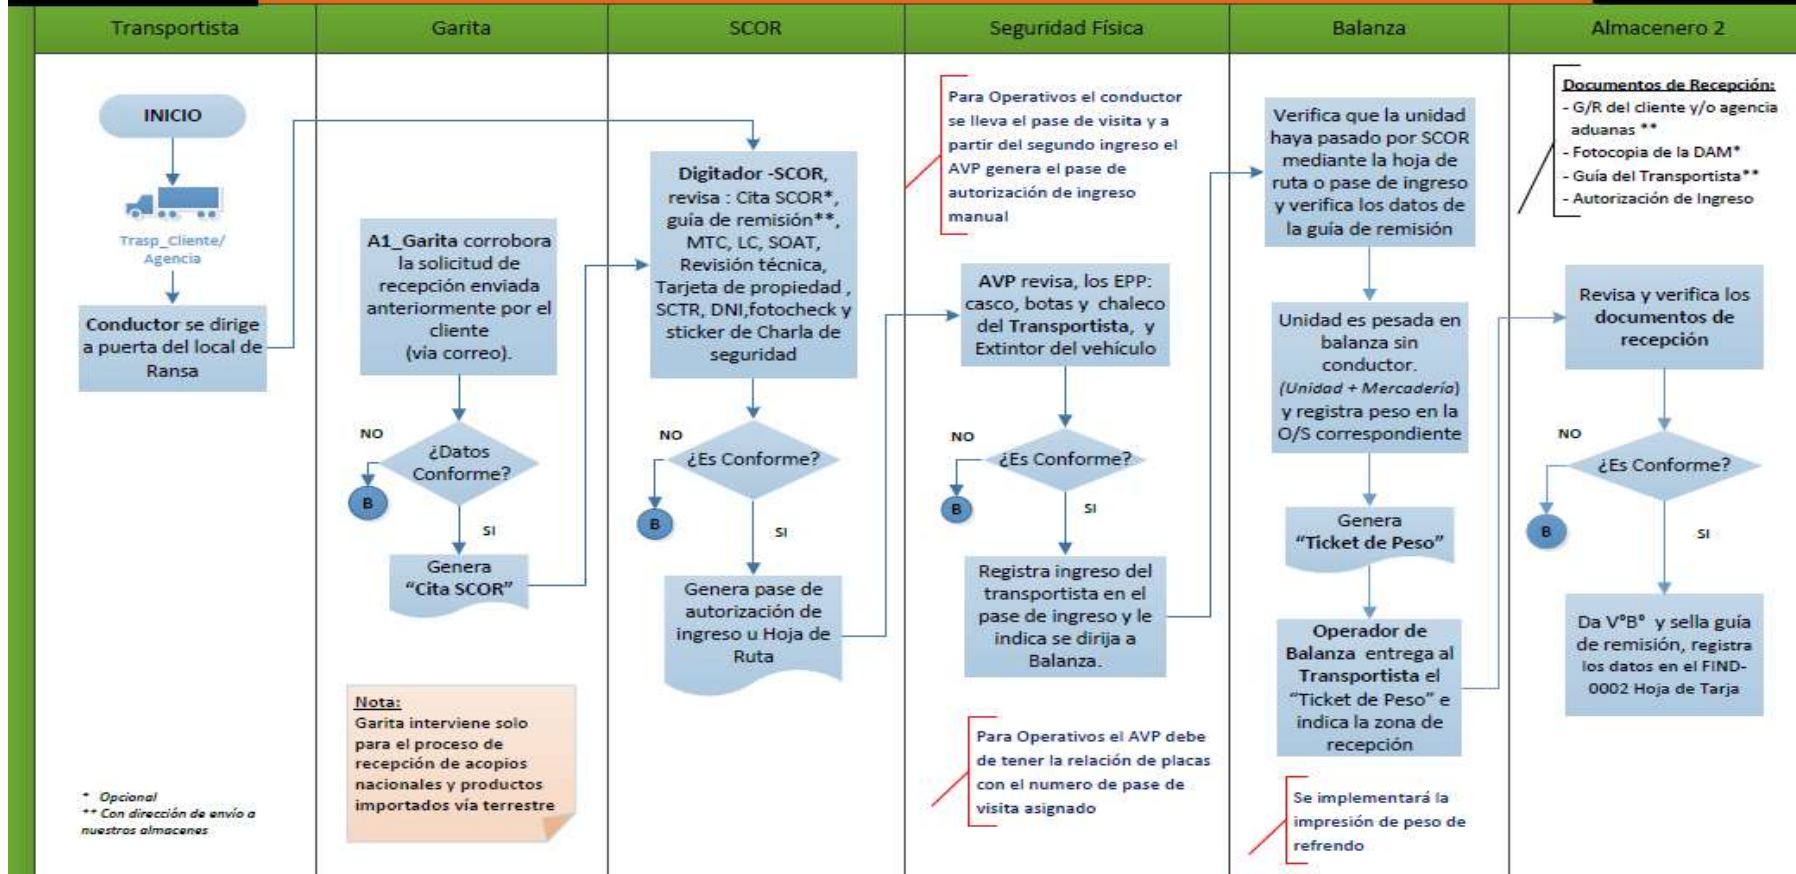 Transportista
Garita
SCOR
Seguridad Física
Balanza
Almacenero 2
INICIO
Trasp_Cliente/
Agencia
Conductor se dirige
a puerta del local de
Ransa
* Opcional
** Con dirección de envío a
nuestros almacenes
A1_Garita corrobora
la solicitud de
recepción enviada
anteriormente por el
cliente
(vía correo).
NO
¿Datos
Conforme?
B
SI
Genera
“Cita SCOR”
Nota:
Garita interviene solo
para el proceso de
recepción de acopios
nacionales y productos
importados vía terrestre
Digitador -SCOR,
revisa : Cita SCOR*,
guía de remisión**,
MTC, LC, SOAT,
Revisión técnica,
Tarjeta de propiedad ,
SCTR, DNI,fotocheck y
sticker de Charla de
seguridad
NO
¿Es Conforme?
B
SI
Genera pase de
autorización de
ingreso u Hoja de
Ruta
Para Operativos el conductor
se lleva el pase de visita y a
partir del segundo ingreso el
AVP genera el pase de
autorización de ingreso
manual
AVP revisa, los EPP:
casco, botas y chaleco
del Transportista, y
Extintor del vehículo
NO
¿Es Conforme?
B
SI
Registra ingreso del
transportista en el
pase de ingreso y le
indica se dirija a
Balanza.
Para Operativos el AVP debe
de tener la relación de placas
con el numero de pase de
visita asignado
Verifica que la unidad
haya pasado por SCOR
mediante la hoja de
ruta o pase de ingreso
y verifica los datos de
la guía de remisión
Unidad es pesada en
balanza sin
conductor.
(Unidad + Mercadería)
y registra peso en la
O/S correspondiente
Genera
“Ticket de Peso”
Operador de
Balanza entrega al
Transportista el
“Ticket de Peso” e
indica la zona de
recepción
Se implementará la
impresión de peso de
refrendo
Documentos de Recepción:
- G/R del cliente y/o agencia
aduanas **
- Fotocopia de la DAM*
- Guía del Transportista**
- Autorización de Ingreso
Revisa y verifica los
documentos de
recepción
NO
¿Es Conforme?
B
SI
Da V°B° y sella guía
de remisión, registra
los datos en el FIND-
0002 Hoja de Tarja